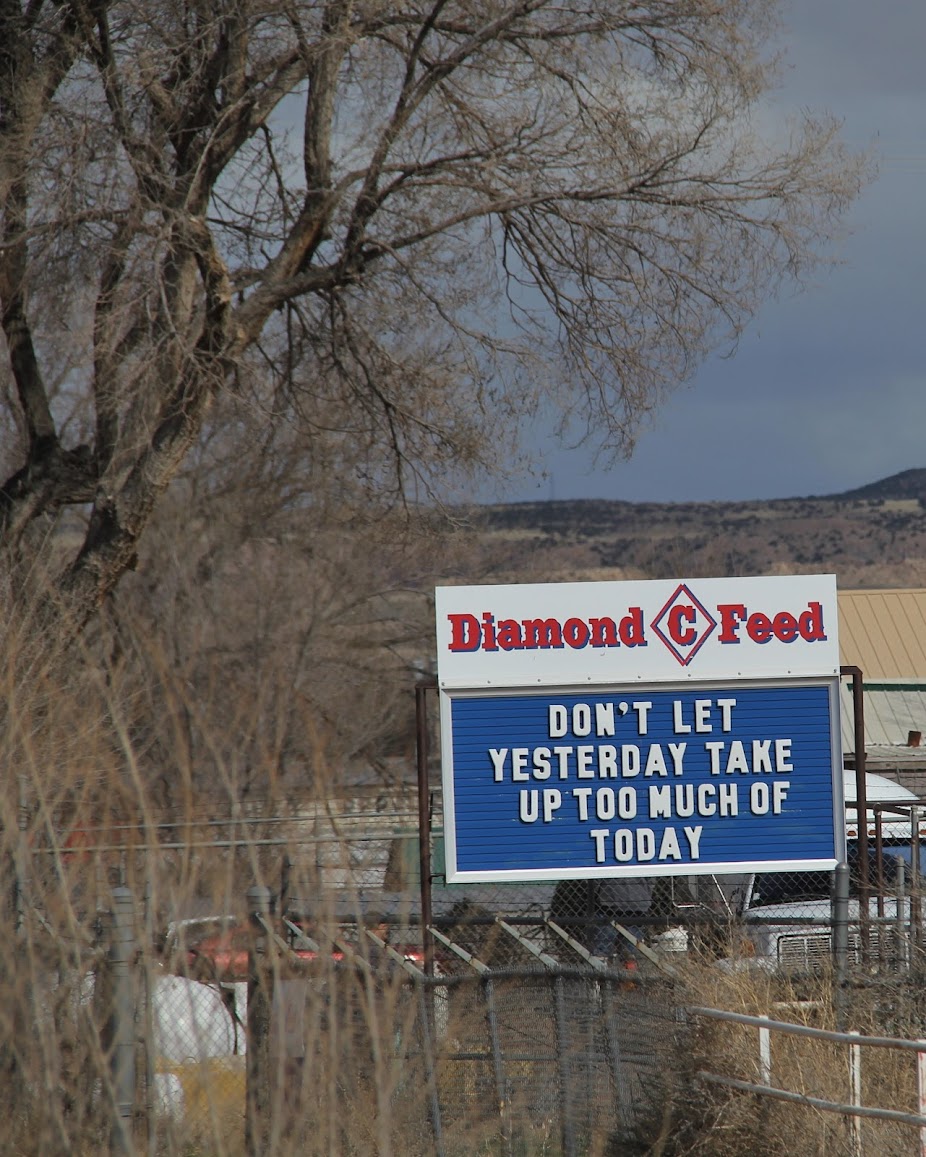 Diamond C Feed
DON'T LET
YESTERDAY TAKE
UP TOO MUCH OF
TODAY